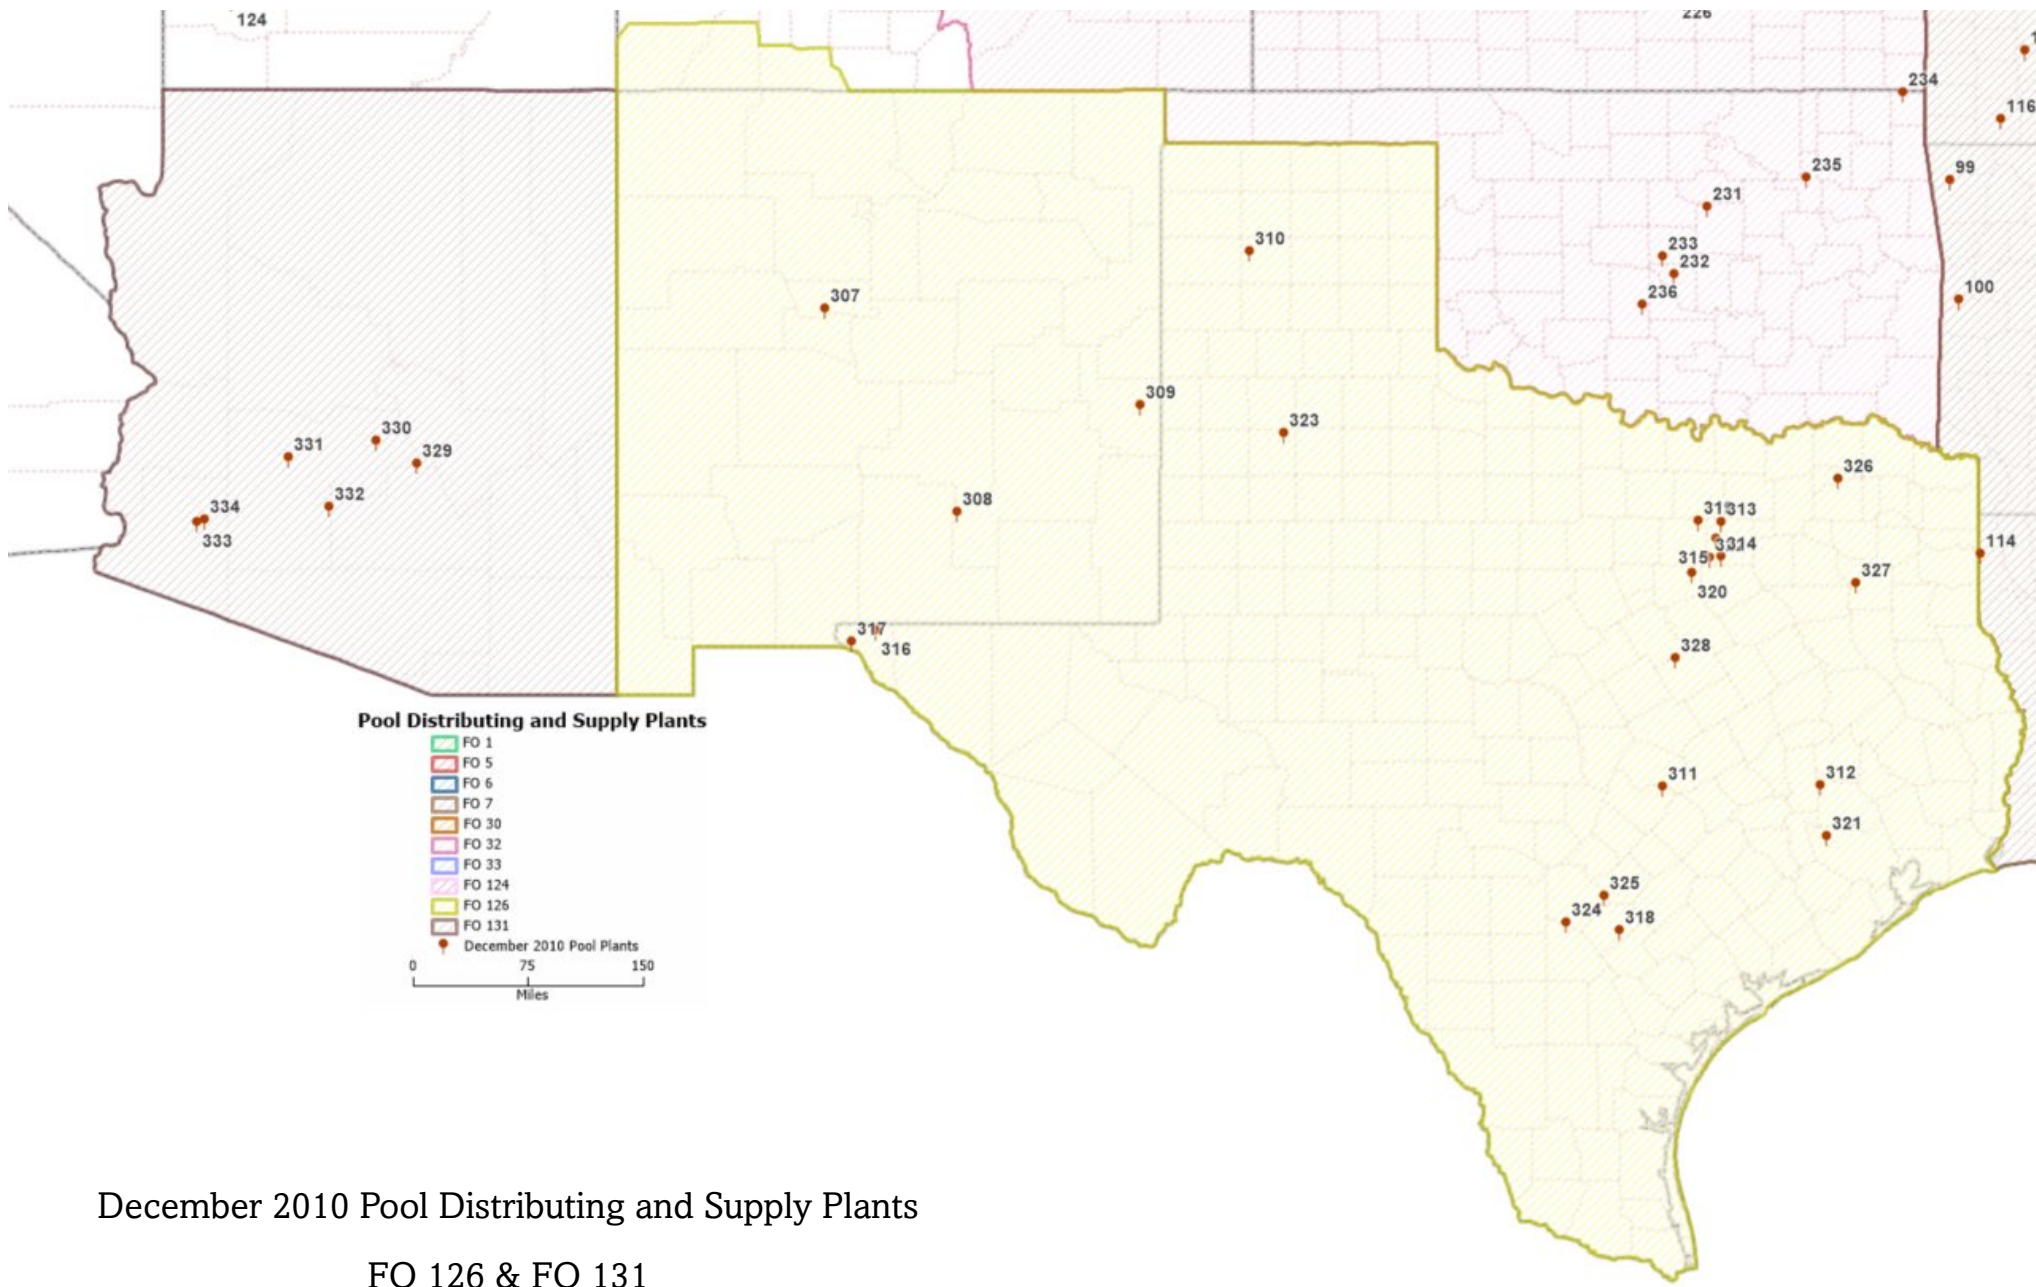 124
226
1
234
116
99
235
231
310
233
232
236
100
307
309
323
330
331
329
326
308
334
332
333
313
314
315
114
327
320
317
316
328
Pool Distributing and Supply Plants
FO 1
FO 5
FO 6
FO 7
FO 30
FO 32
FO 33
FO 124
FO 126
FO 131
December 2010 Pool Plants
0 75 150
Miles
311
312
321
325
324
318
December 2010 Pool Distributing and Supply Plants
FO 126 & FO 131